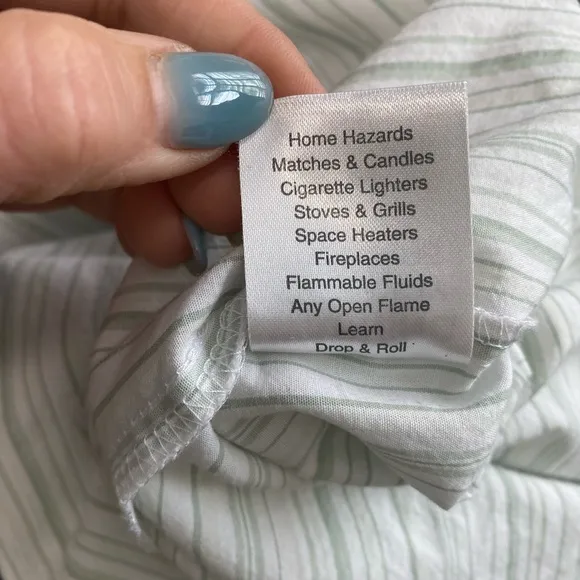 Home Hazards
Matches & Candles
Cigarette Lighters
Stoves & Grills
Space Heaters
Fireplaces
Flammable Fluids
Any Open Flame
Learn
Drop & Roll